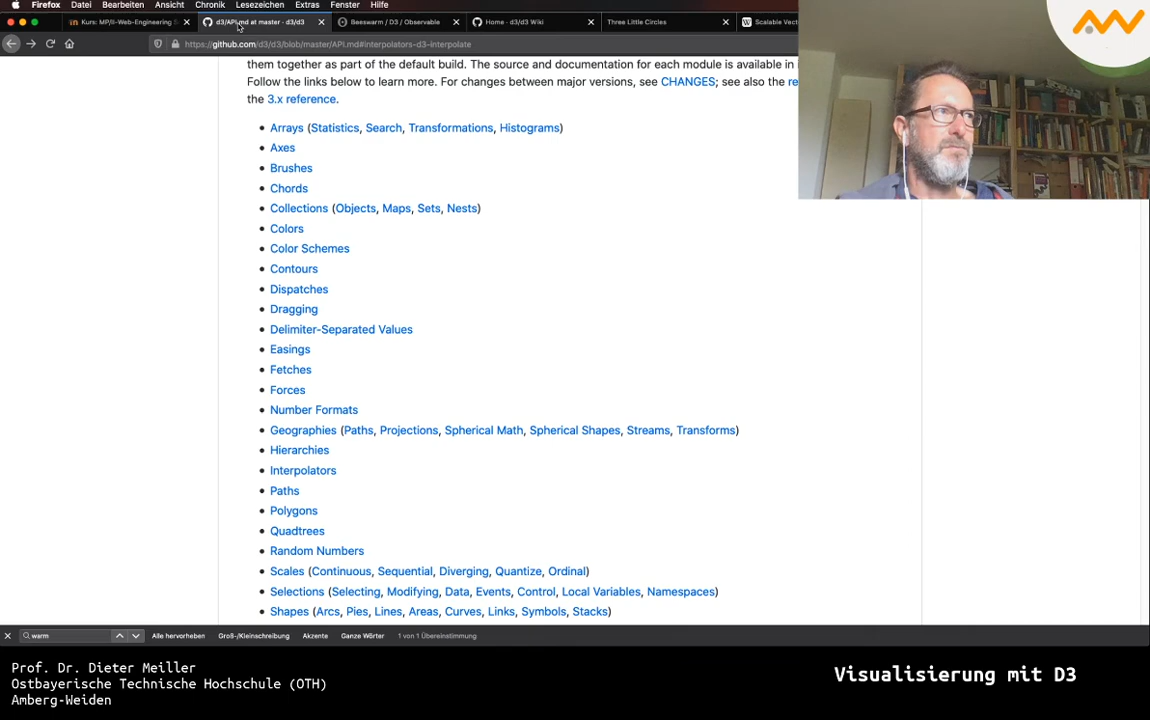 Firefox Datei Bearbeiten Ansicht Chronik Lesezeichen Extras Fenster Hilfe
Kurs: MP/II-Web-Engineering S
d3/API.md at master · d3/d3
Beeswarm / D3 / Observable
Home · d3/d3 Wiki
Three Little Circles
Scalable Vect
https://github.com/d3/d3/blob/master/API.md#interpolators-d3-interpolate
them together as part of the default build. The source and documentation for each module is available in
Follow the links below to learn more. For changes between major versions, see CHANGES; see also the re
the 3.x reference.
• Arrays (Statistics, Search, Transformations, Histograms)
• Axes
• Brushes
• Chords
• Collections (Objects, Maps, Sets, Nests)
• Colors
• Color Schemes
• Contours
• Dispatches
• Dragging
• Delimiter-Separated Values
• Easings
• Fetches
• Forces
• Number Formats
• Geographies (Paths, Projections, Spherical Math, Spherical Shapes, Streams, Transforms)
• Hierarchies
• Interpolators
• Paths
• Polygons
• Quadtrees
• Random Numbers
• Scales (Continuous, Sequential, Diverging, Quantize, Ordinal)
• Selections (Selecting, Modifying, Data, Events, Control, Local Variables, Namespaces)
• Shapes (Arcs, Pies, Lines, Areas, Curves, Links, Symbols, Stacks)
warm Alle hervorheben Groß-/Kleinschreibung Akzente Ganze Wörter 1 von 1 Übereinstimmung
Prof. Dr. Dieter Meiller
Ostbayerische Technische Hochschule (OTH)
Amberg-Weiden
Visualisierung mit D3